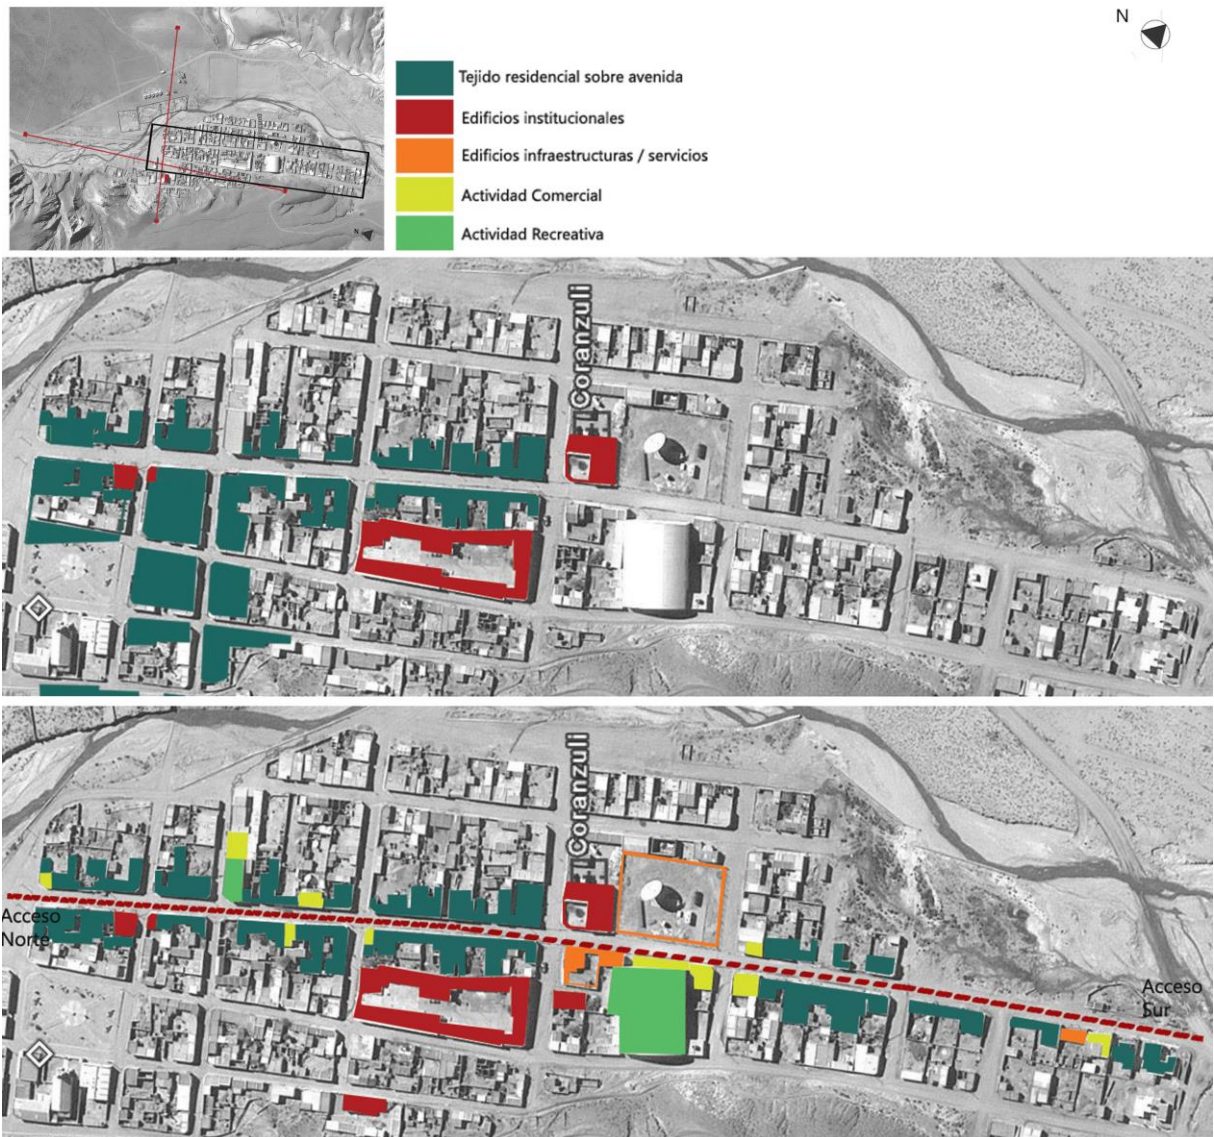 N
Tejido residencial sobre avenida
Edificios institucionales
Edificios infraestructuras / servicios
Actividad Comercial
Actividad Recreativa
N
Coranzuli
Coranzuli
Acceso
Norte
Acceso
Sur